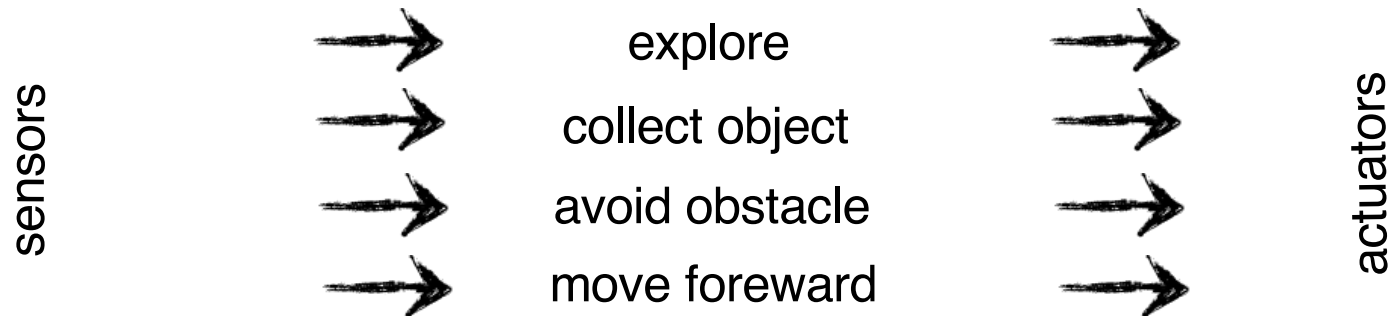 sensors
explore
collect object
avoid obstacle
move foreward
actuators